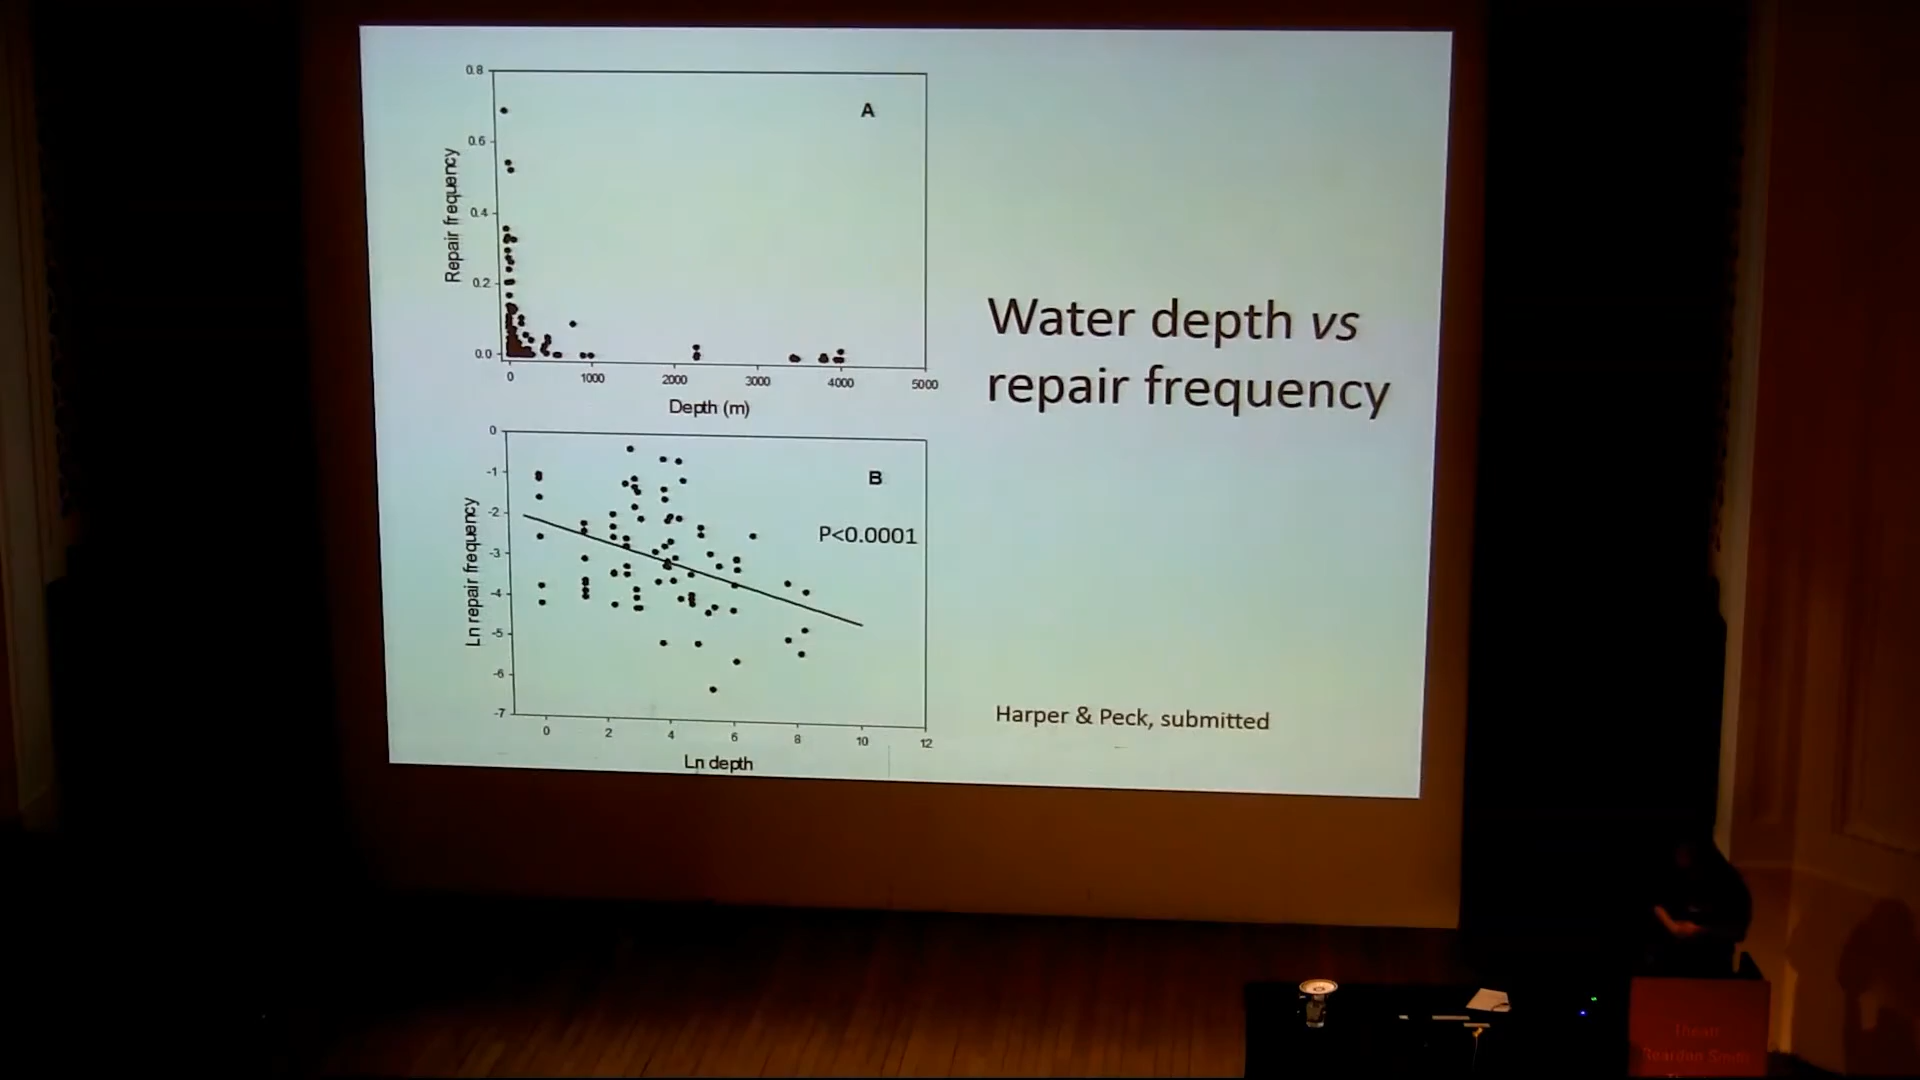 0.8
A
0.6
0.4
0.2
0.0
Repair frequency
0 1000 2000 3000 4000 5000
Depth (m)
Water depth vs
repair frequency
0
-1
-2
-3
-4
-5
-6
-7
Ln repair frequency
B
P<0.0001
0 2 4 6 8 10 12
Ln depth
Harper & Peck, submitted
Reardon Smith